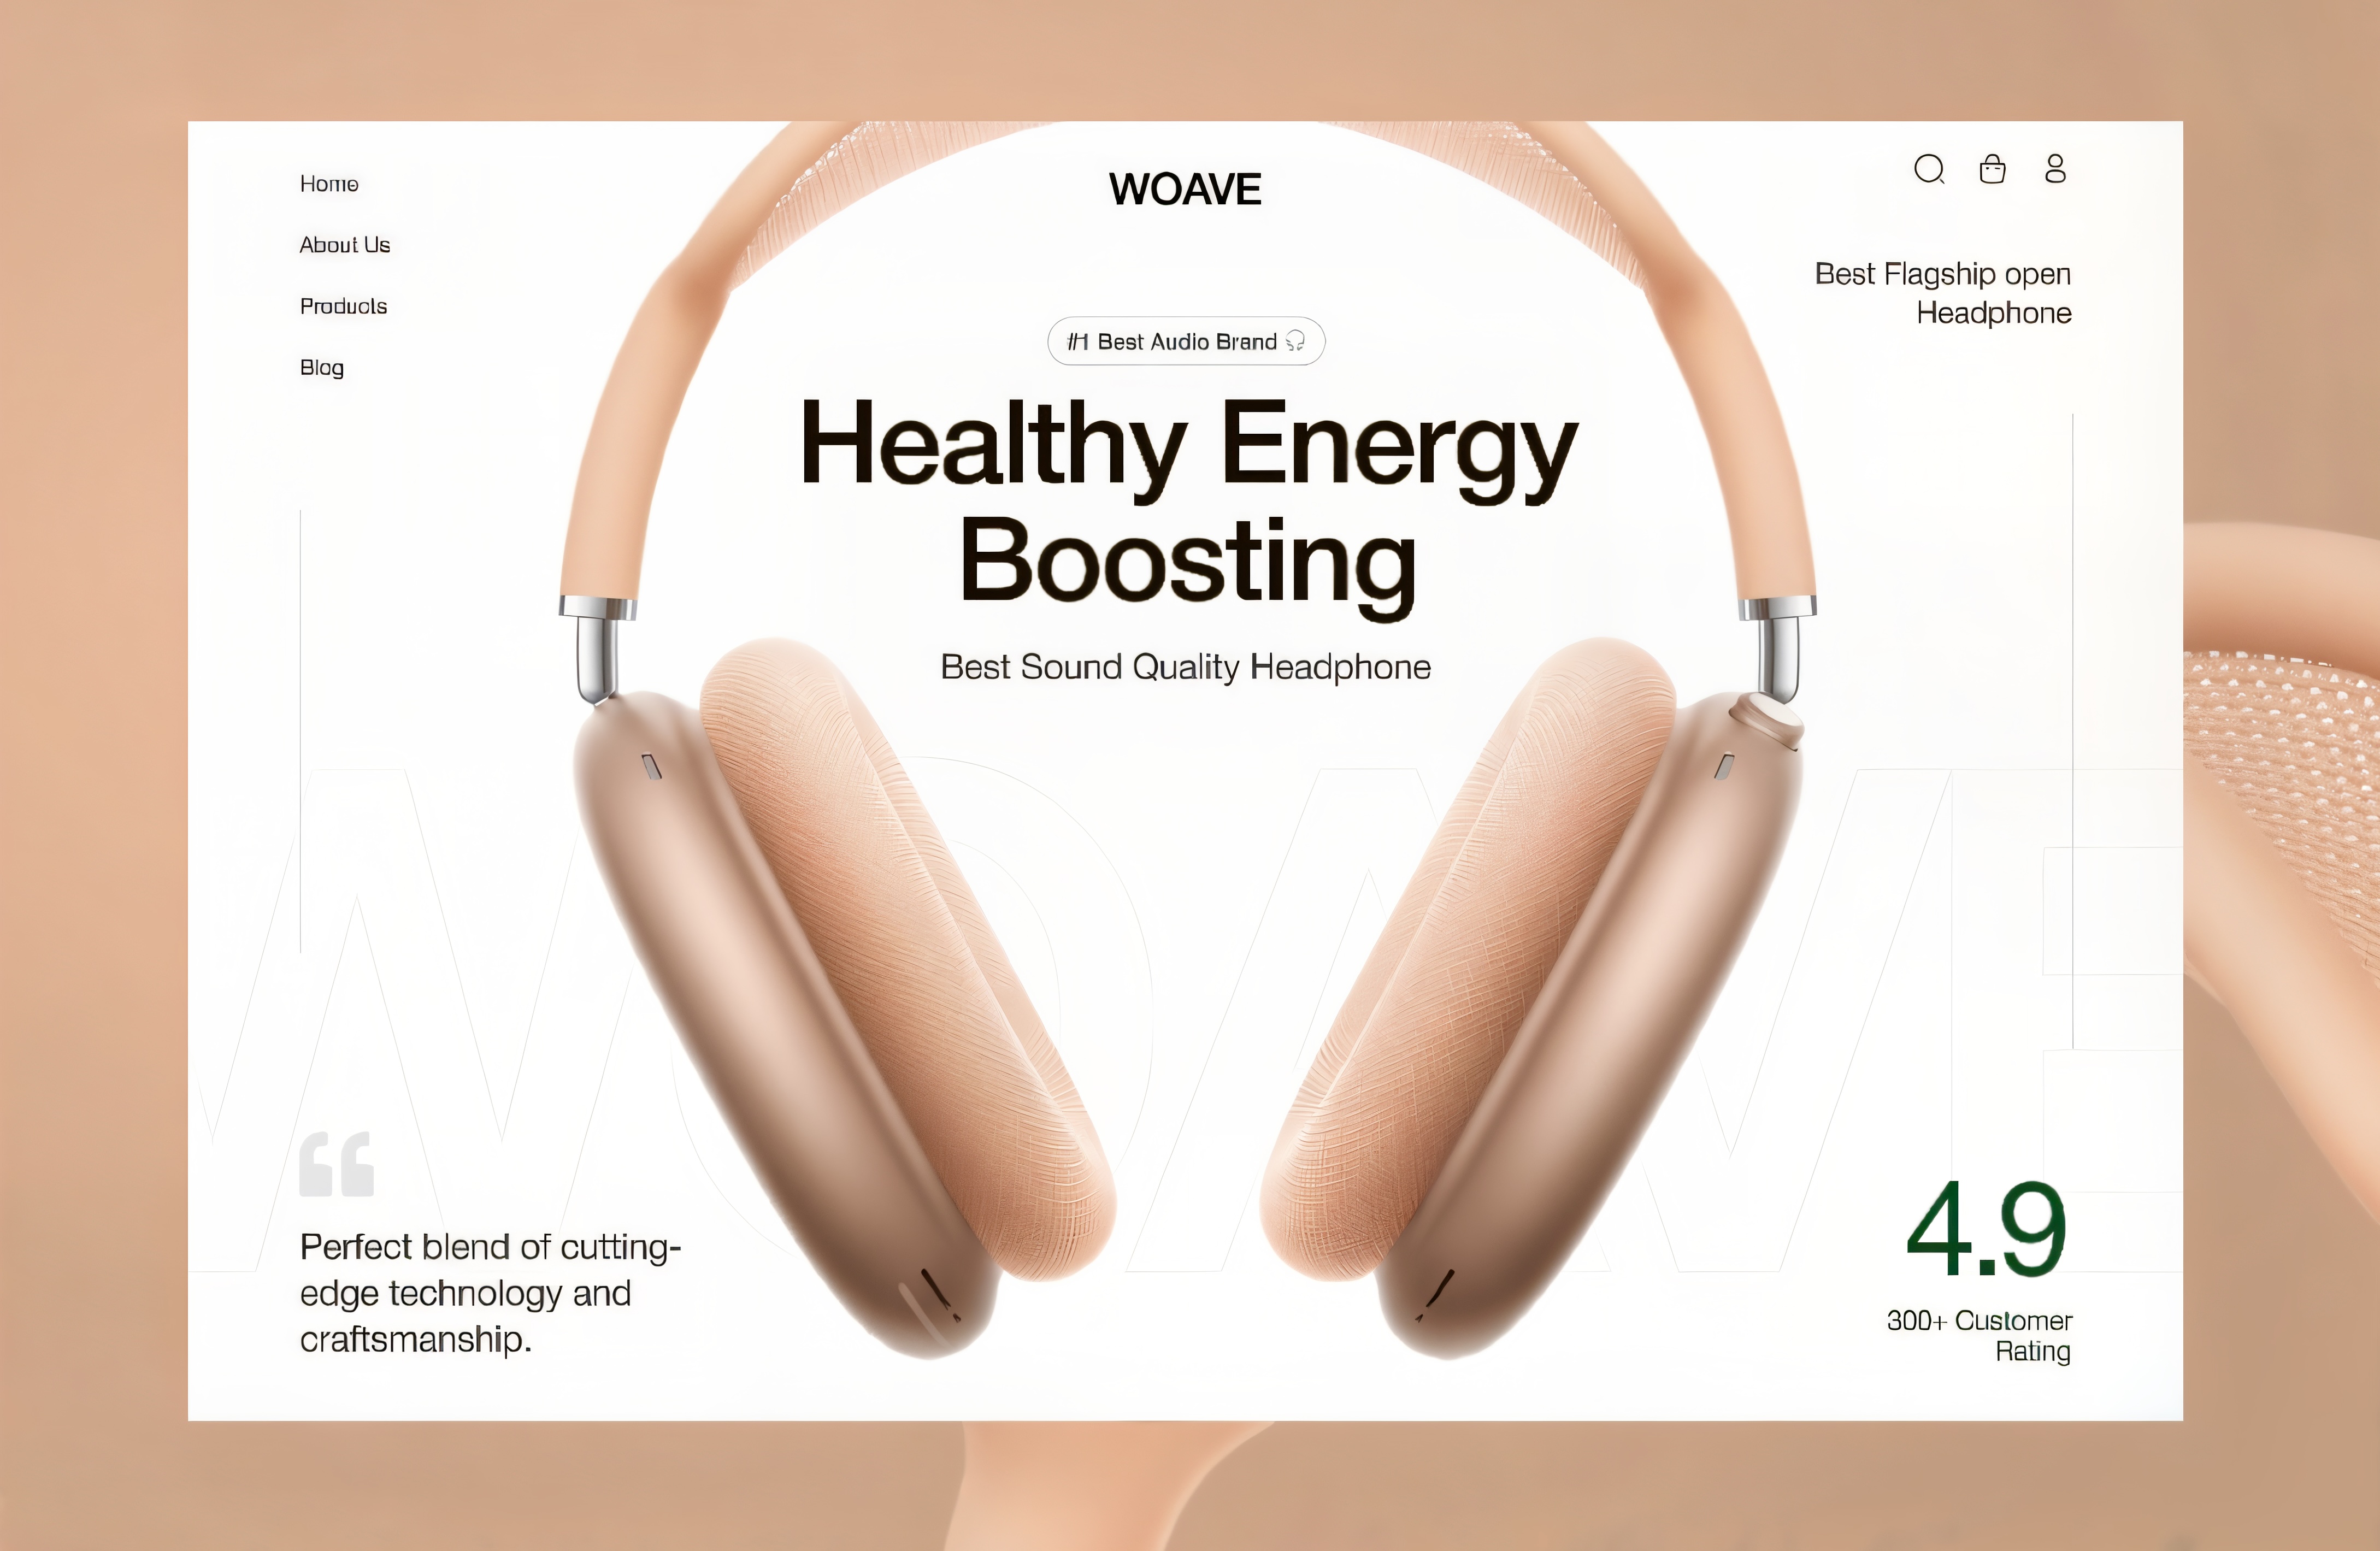 Home
About Us
Products
Blog
WOAVE
Best Flagship open
Headphone
#1 Best Audio Brand
Healthy Energy
Boosting
Best Sound Quality Headphone
WOAVE
“
Perfect blend of cutting-
edge technology and
craftsmanship.
4.9
300+ Customer
Rating